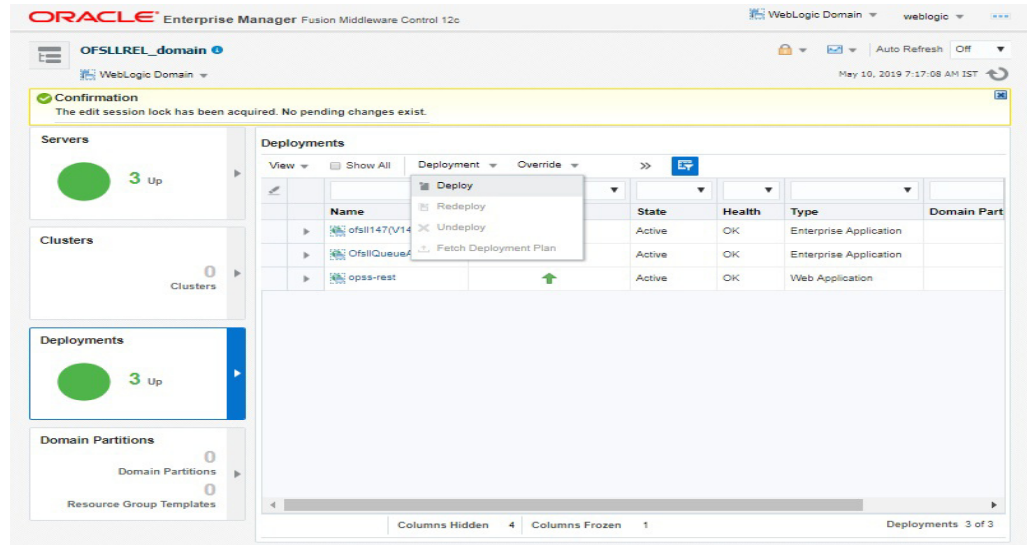 ORACLE Enterprise Manager Fusion Middleware Control 12c
WebLogic Domain weblogic
OFSLLREL_domain
Auto Refresh Off
WebLogic Domain
May 10, 2019 7:17:08 AM IST
Confirmation
The edit session lock has been acquired. No pending changes exist.
Servers
3 Up
Clusters
0
Clusters
Deployments
3 Up
Domain Partitions
0
Domain Partitions
0
Resource Group Templates
Deployments
View Show All Deployment Override
Deploy
Redeploy
Undeploy
Fetch Deployment Plan
Name State Health Type Domain Part
ofsll147(V14 Active OK Enterprise Application
OfsllQueueA Active OK Enterprise Application
opss-rest Active OK Web Application
Columns Hidden 4 Columns Frozen 1
Deployments 3 of 3